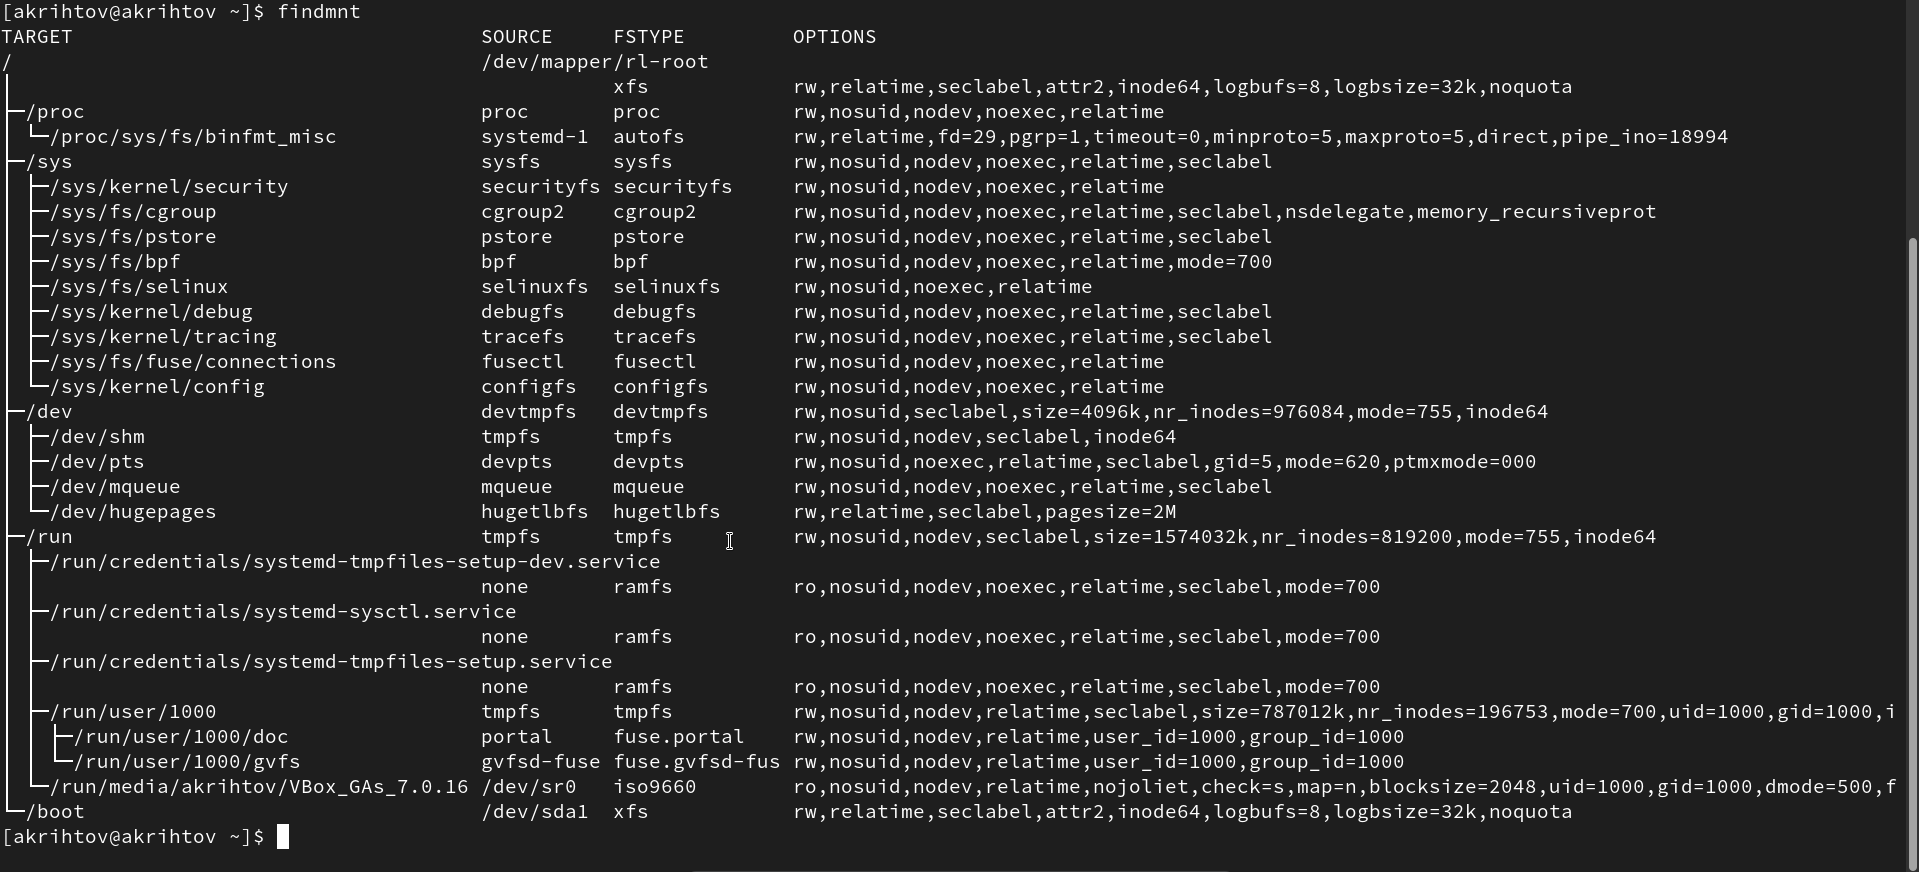 [akrihtov@akrihtov ~]$ findmnt
TARGET                                  SOURCE     FSTYPE         OPTIONS
/                                       /dev/mapper/rl-root
│                                                  xfs            rw,relatime,seclabel,attr2,inode64,logbufs=8,logbsize=32k,noquota
├─/proc                                 proc       proc           rw,nosuid,nodev,noexec,relatime
│ └─/proc/sys/fs/binfmt_misc            systemd-1  autofs         rw,relatime,fd=29,pgrp=1,timeout=0,minproto=5,maxproto=5,direct,pipe_ino=18994
├─/sys                                  sysfs      sysfs          rw,nosuid,nodev,noexec,relatime,seclabel
│ ├─/sys/kernel/security                securityfs securityfs     rw,nosuid,nodev,noexec,relatime
│ ├─/sys/fs/cgroup                      cgroup2    cgroup2        rw,nosuid,nodev,noexec,relatime,seclabel,nsdelegate,memory_recursiveprot
│ ├─/sys/fs/pstore                      pstore     pstore         rw,nosuid,nodev,noexec,relatime,seclabel
│ ├─/sys/fs/bpf                         bpf        bpf            rw,nosuid,nodev,noexec,relatime,mode=700
│ ├─/sys/fs/selinux                     selinuxfs  selinuxfs      rw,nosuid,noexec,relatime
│ ├─/sys/kernel/debug                   debugfs    debugfs        rw,nosuid,nodev,noexec,relatime,seclabel
│ ├─/sys/kernel/tracing                 tracefs    tracefs        rw,nosuid,nodev,noexec,relatime,seclabel
│ ├─/sys/fs/fuse/connections            fusectl    fusectl        rw,nosuid,nodev,noexec,relatime
│ └─/sys/kernel/config                  configfs   configfs       rw,nosuid,nodev,noexec,relatime
├─/dev                                  devtmpfs   devtmpfs       rw,nosuid,seclabel,size=4096k,nr_inodes=976084,mode=755,inode64
│ ├─/dev/shm                            tmpfs      tmpfs          rw,nosuid,nodev,seclabel,inode64
│ ├─/dev/pts                            devpts     devpts         rw,nosuid,noexec,relatime,seclabel,gid=5,mode=620,ptmxmode=000
│ ├─/dev/mqueue                         mqueue     mqueue         rw,nosuid,nodev,noexec,relatime,seclabel
│ └─/dev/hugepages                      hugetlbfs  hugetlbfs      rw,relatime,seclabel,pagesize=2M
├─/run                                  tmpfs      tmpfs          rw,nosuid,nodev,seclabel,size=1574032k,nr_inodes=819200,mode=755,inode64
│ ├─/run/credentials/systemd-tmpfiles-setup-dev.service
│ │                                     none       ramfs          ro,nosuid,nodev,noexec,relatime,seclabel,mode=700
│ ├─/run/credentials/systemd-sysctl.service
│ │                                     none       ramfs          ro,nosuid,nodev,noexec,relatime,seclabel,mode=700
│ ├─/run/credentials/systemd-tmpfiles-setup.service
│ │                                     none       ramfs          ro,nosuid,nodev,noexec,relatime,seclabel,mode=700
│ ├─/run/user/1000                      tmpfs      tmpfs          rw,nosuid,nodev,relatime,seclabel,size=787012k,nr_inodes=196753,mode=700,uid=1000,gid=1000,i
│ │ ├─/run/user/1000/doc                portal     fuse.portal    rw,nosuid,nodev,relatime,user_id=1000,group_id=1000
│ │ └─/run/user/1000/gvfs               gvfsd-fuse fuse.gvfsd-fus rw,nosuid,nodev,relatime,user_id=1000,group_id=1000
│ └─/run/media/akrihtov/VBox_GAs_7.0.16 /dev/sr0   iso9660        ro,nosuid,nodev,relatime,nojoliet,check=s,map=n,blocksize=2048,uid=1000,gid=1000,dmode=500,f
└─/boot                                 /dev/sda1  xfs            rw,relatime,seclabel,attr2,inode64,logbufs=8,logbsize=32k,noquota
[akrihtov@akrihtov ~]$